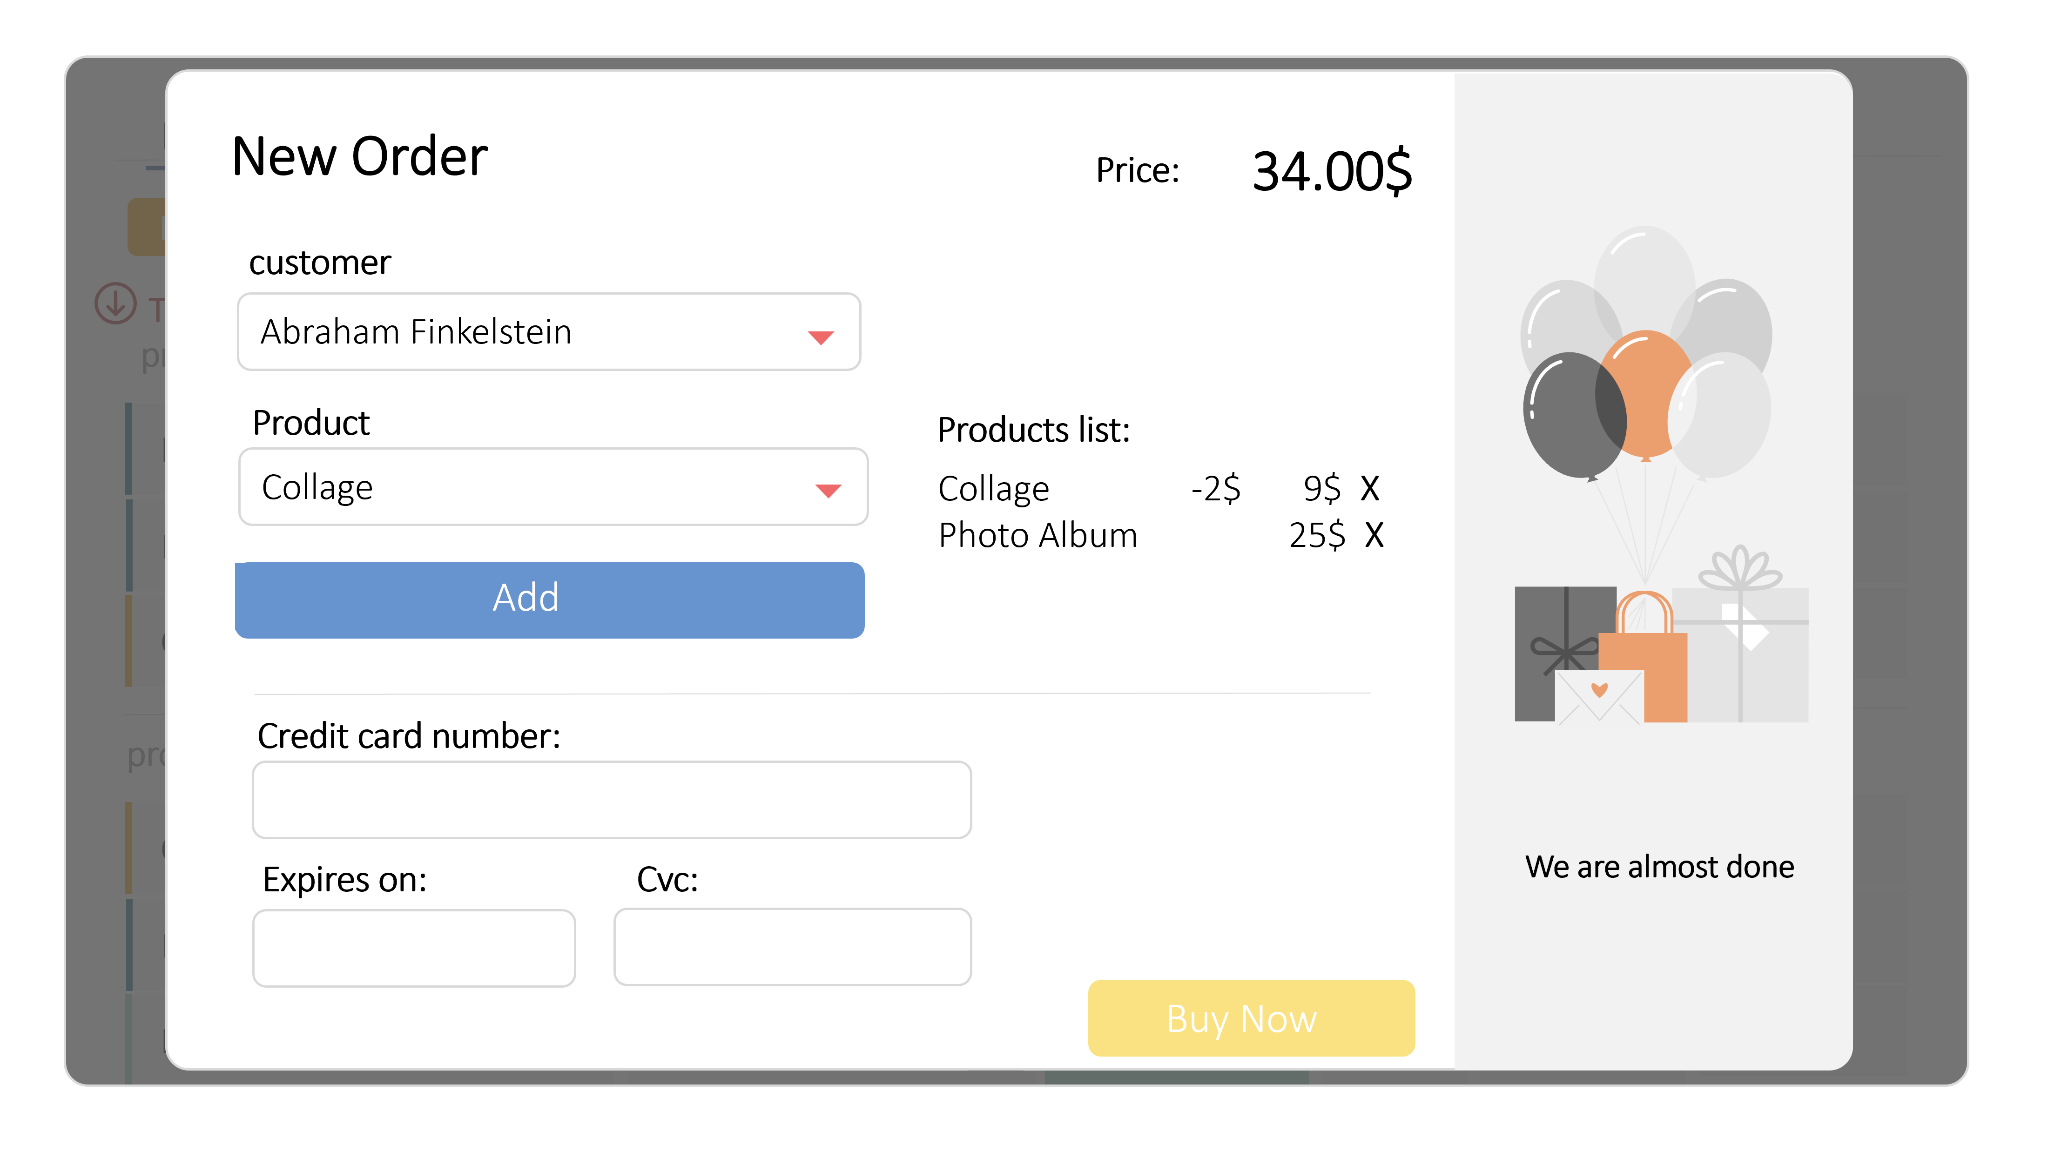 New Order
Price: 34.00$
customer
Abraham Finkelstein
Product
Collage
Add
Products list:
Collage -2$ 9$ X
Photo Album 25$ X
Credit card number:
Expires on: Cvc:
Buy Now
We are almost done